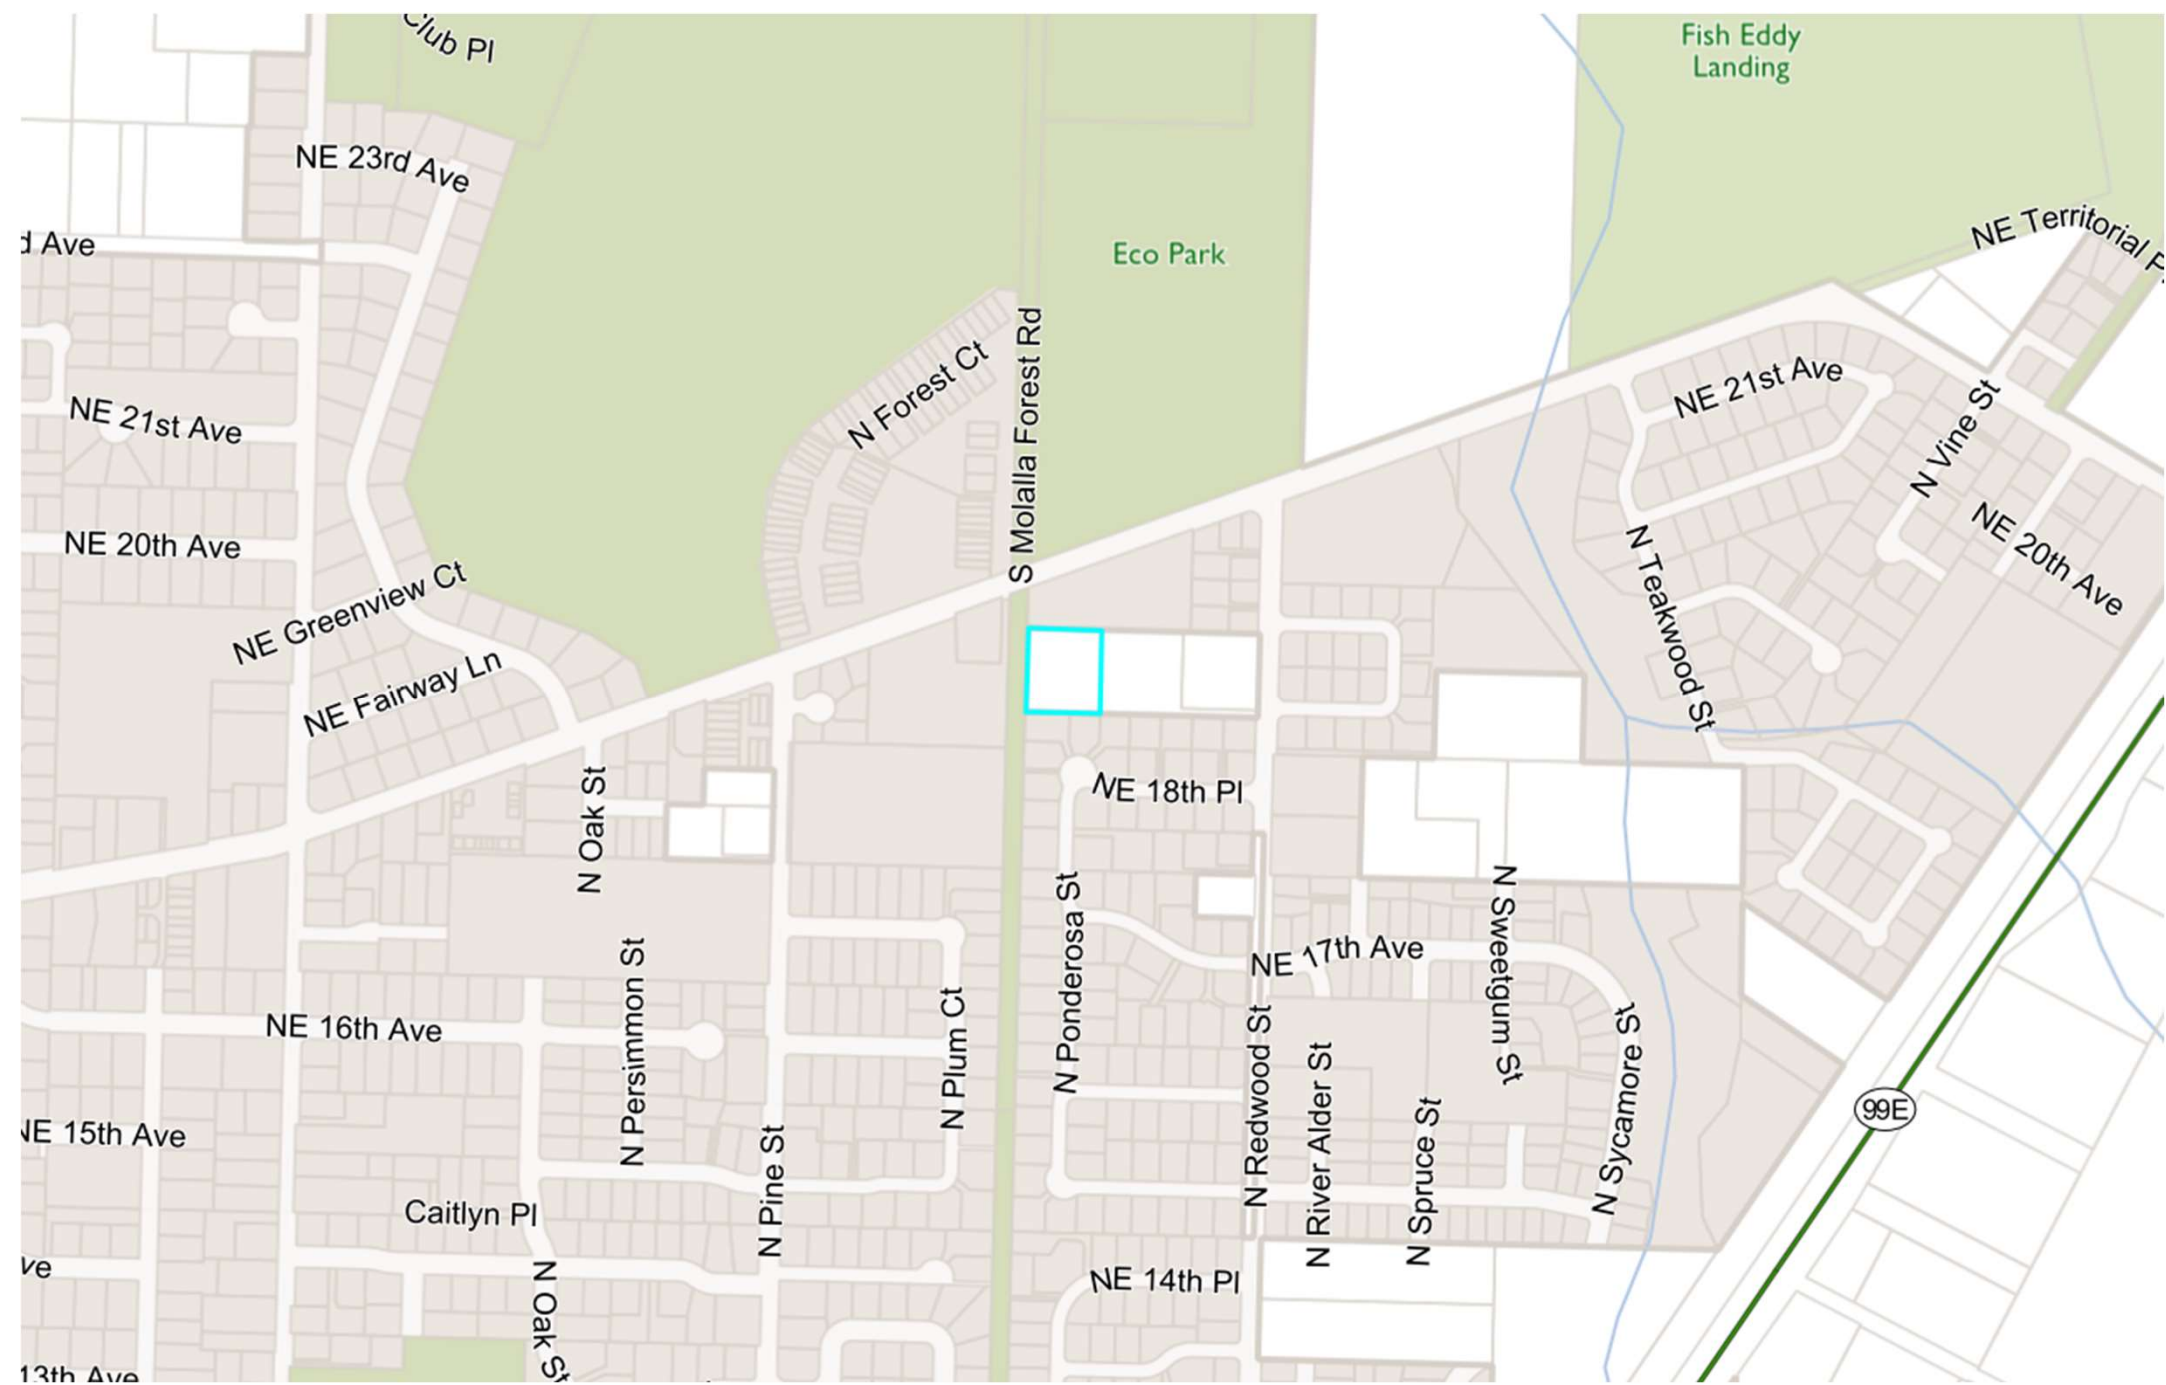 Club Pl
Fish Eddy
Landing
NE 23rd Ave
NE Territorial P
d Ave
Eco Park
S Molalla Forest Rd
N Forest Ct
NE 21st Ave
NE 21st Ave
N Vine St
NE 20th Ave
NE 20th Ave
NE Greenview Ct
N Teakwood St
NE Fairway Ln
NE 18th Pl
N Oak St
N Ponderosa St
N Sweetgum St
NE 17th Ave
N Persimmon St
N Plum Ct
NE 16th Ave
N Redwood St
N River Alder St
N Spruce St
N Sycamore St
99E
NE 15th Ave
N Pine St
Caitlyn Pl
ve
N Oak St
NE 14th Pl
13th Ave